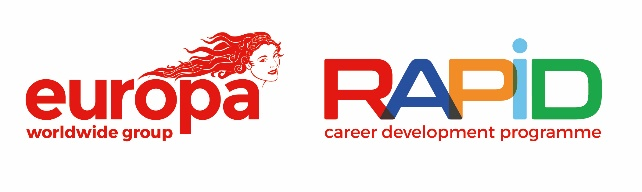 europa
worldwide group
RAPiD
career development programme